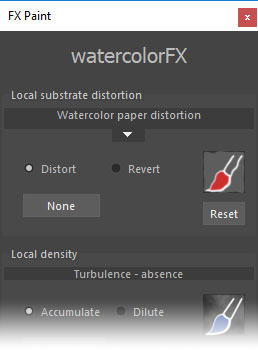 FX Paint x
watercolorFX
Local substrate distortion
Watercolor paper distortion
Distort Revert
None
Reset
Local density
Turbulence - absence
Accumulate Dilute